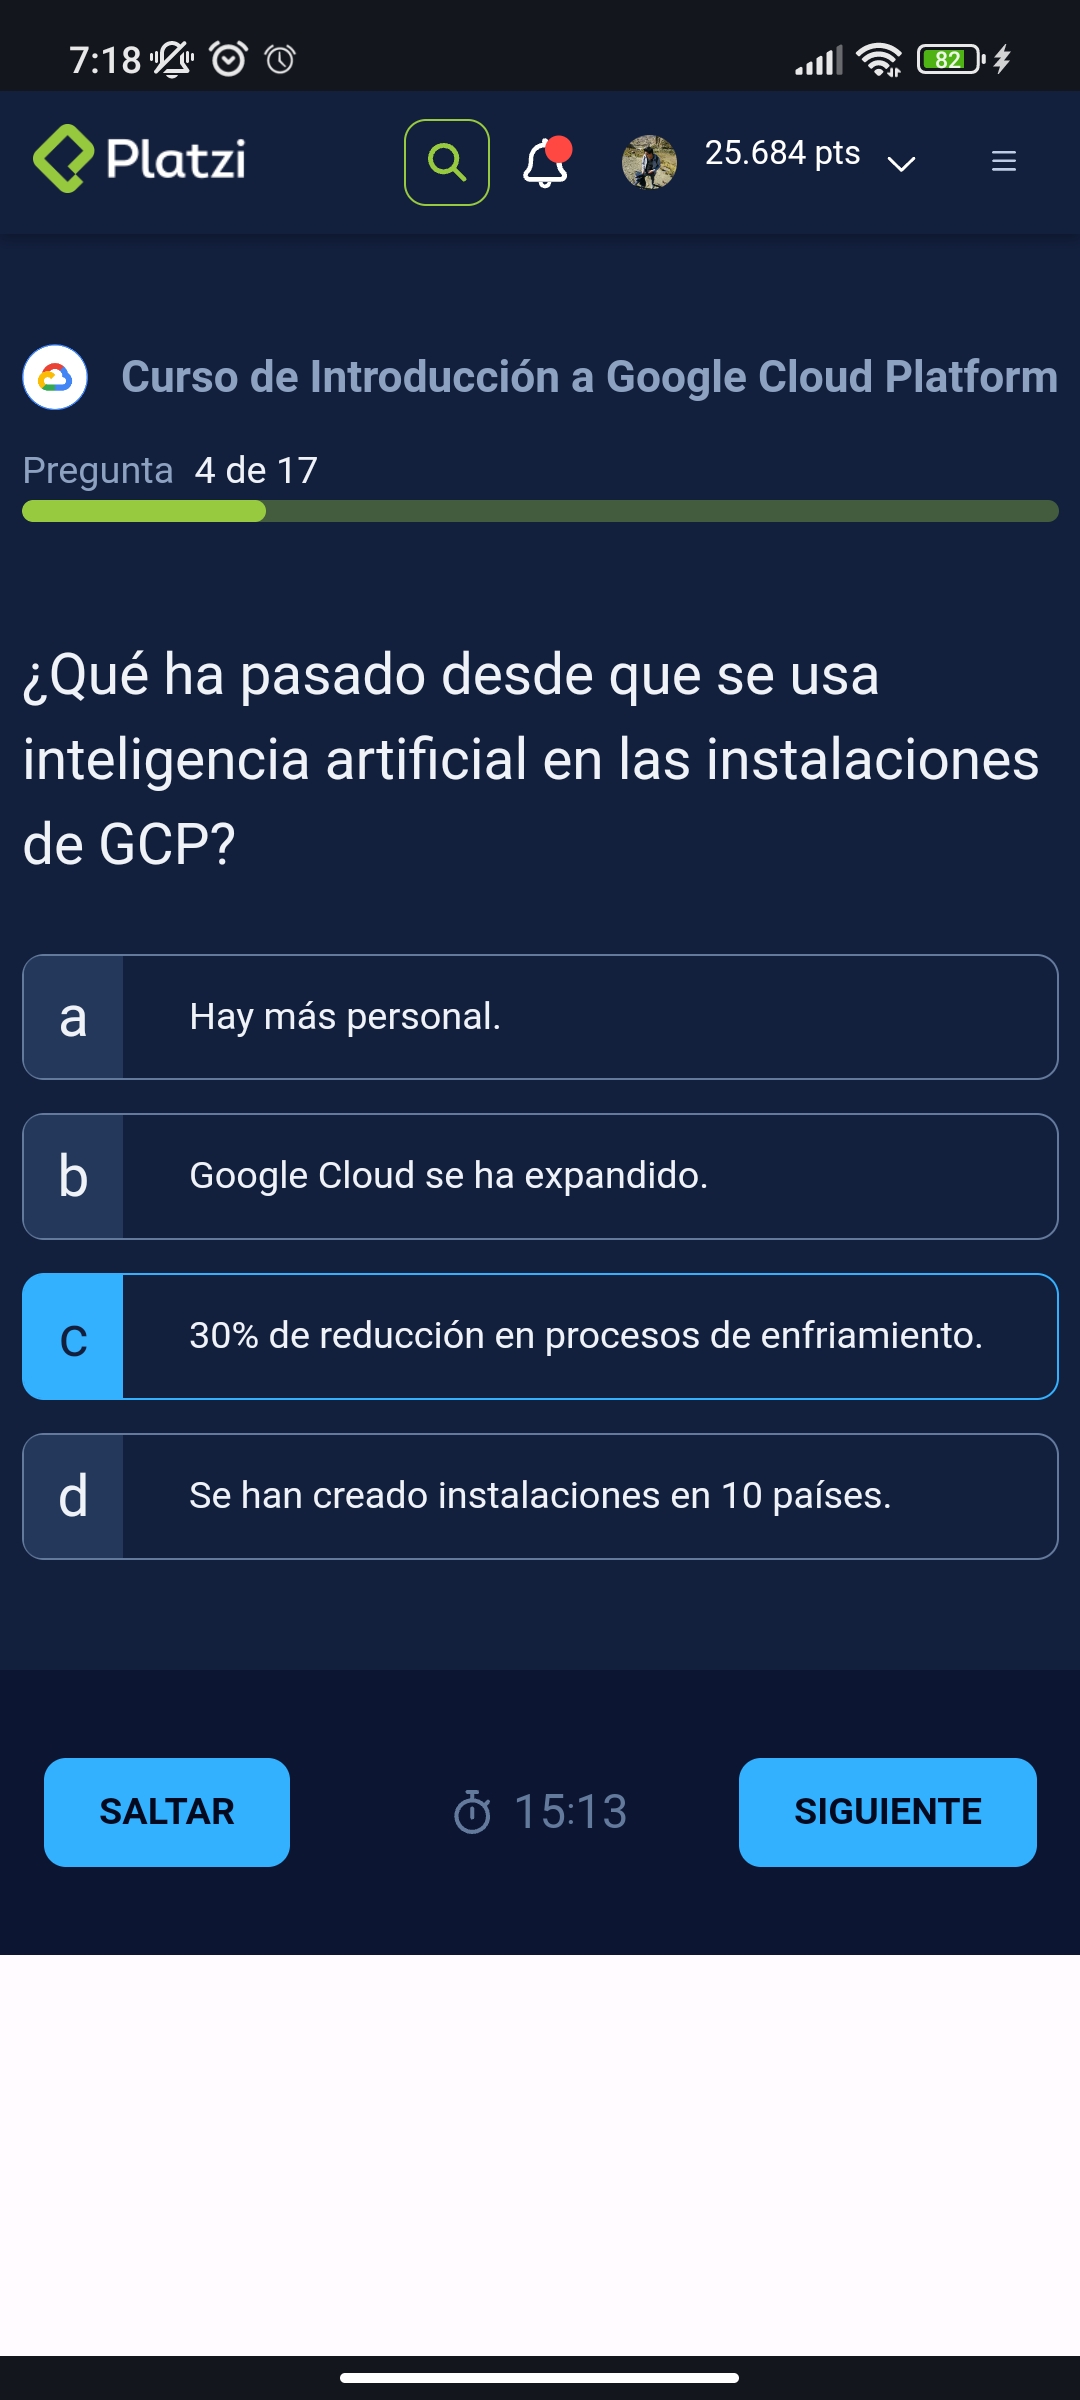 7:18
82
Platzi
25.684 pts
Curso de Introducción a Google Cloud Platform
Pregunta 4 de 17
¿Qué ha pasado desde que se usa
inteligencia artificial en las instalaciones
de GCP?
a Hay más personal.
b Google Cloud se ha expandido.
c 30% de reducción en procesos de enfriamiento.
d Se han creado instalaciones en 10 países.
SALTAR 15:13 SIGUIENTE